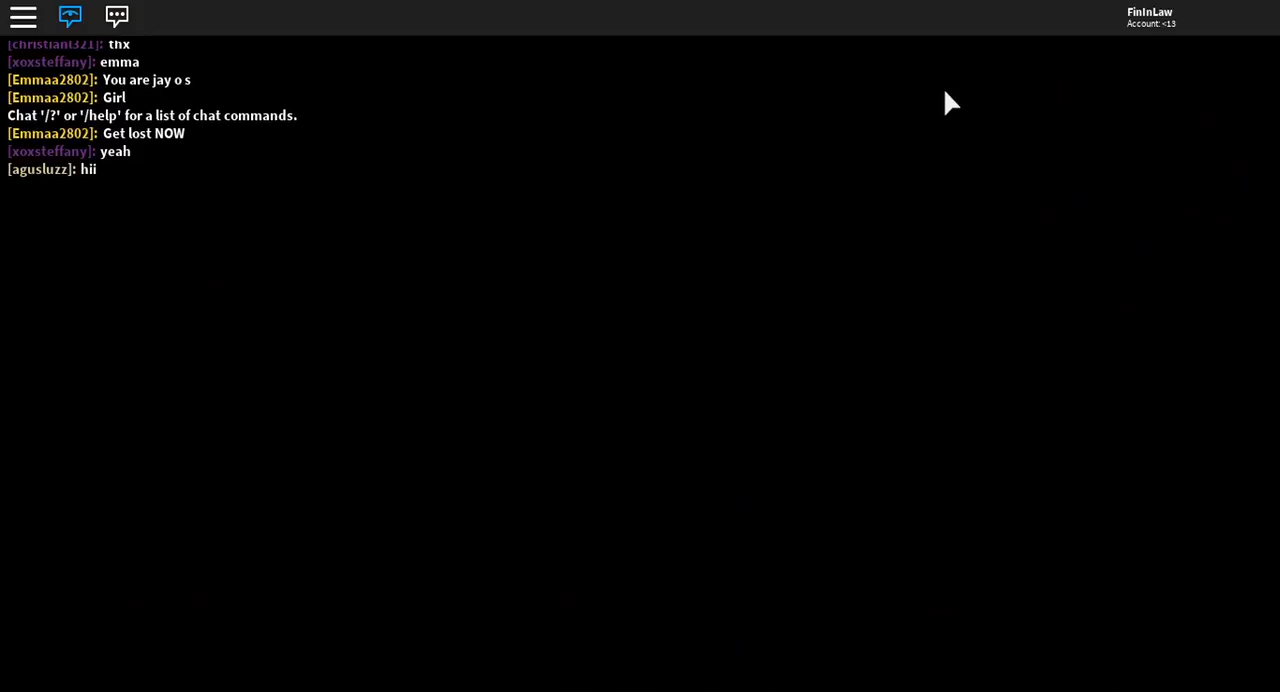 FinInLaw
Account: <13
[christian1321]: thx
[xoxsteffany]: emma
[Emmaa2802]: You are jay o s
[Emmaa2802]: Girl
Chat '/?' or '/help' for a list of chat commands.
[Emmaa2802]: Get lost NOW
[xoxsteffany]: yeah
[agusluzz]: hii